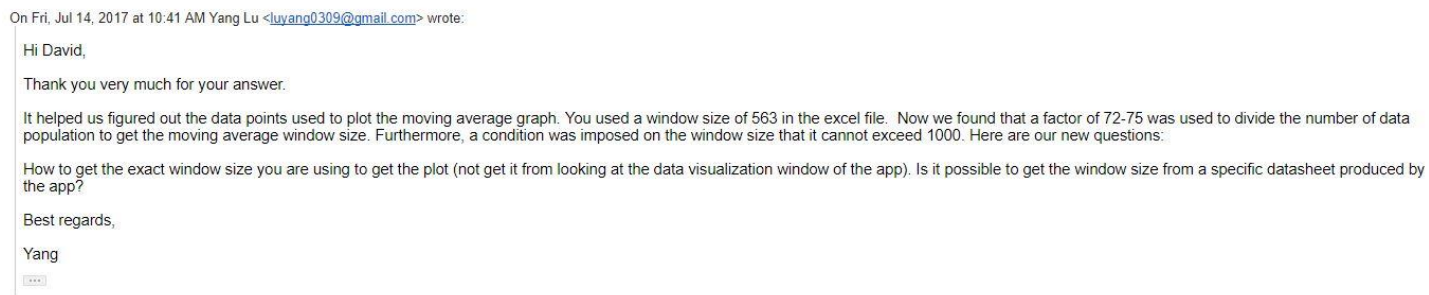 On Fri, Jul 14, 2017 at 10:41 AM Yang Lu <luyang0309@gmail.com> wrote:
Hi David,
Thank you very much for your answer.
It helped us figured out the data points used to plot the moving average graph. You used a window size of 563 in the excel file.  Now we found that a factor of 72-75 was used to divide the number of data
population to get the moving average window size. Furthermore, a condition was imposed on the window size that it cannot exceed 1000. Here are our new questions:
How to get the exact window size you are using to get the plot (not get it from looking at the data visualization window of the app). Is it possible to get the window size from a specific datasheet produced by
the app?
Best regards,
Yang
...